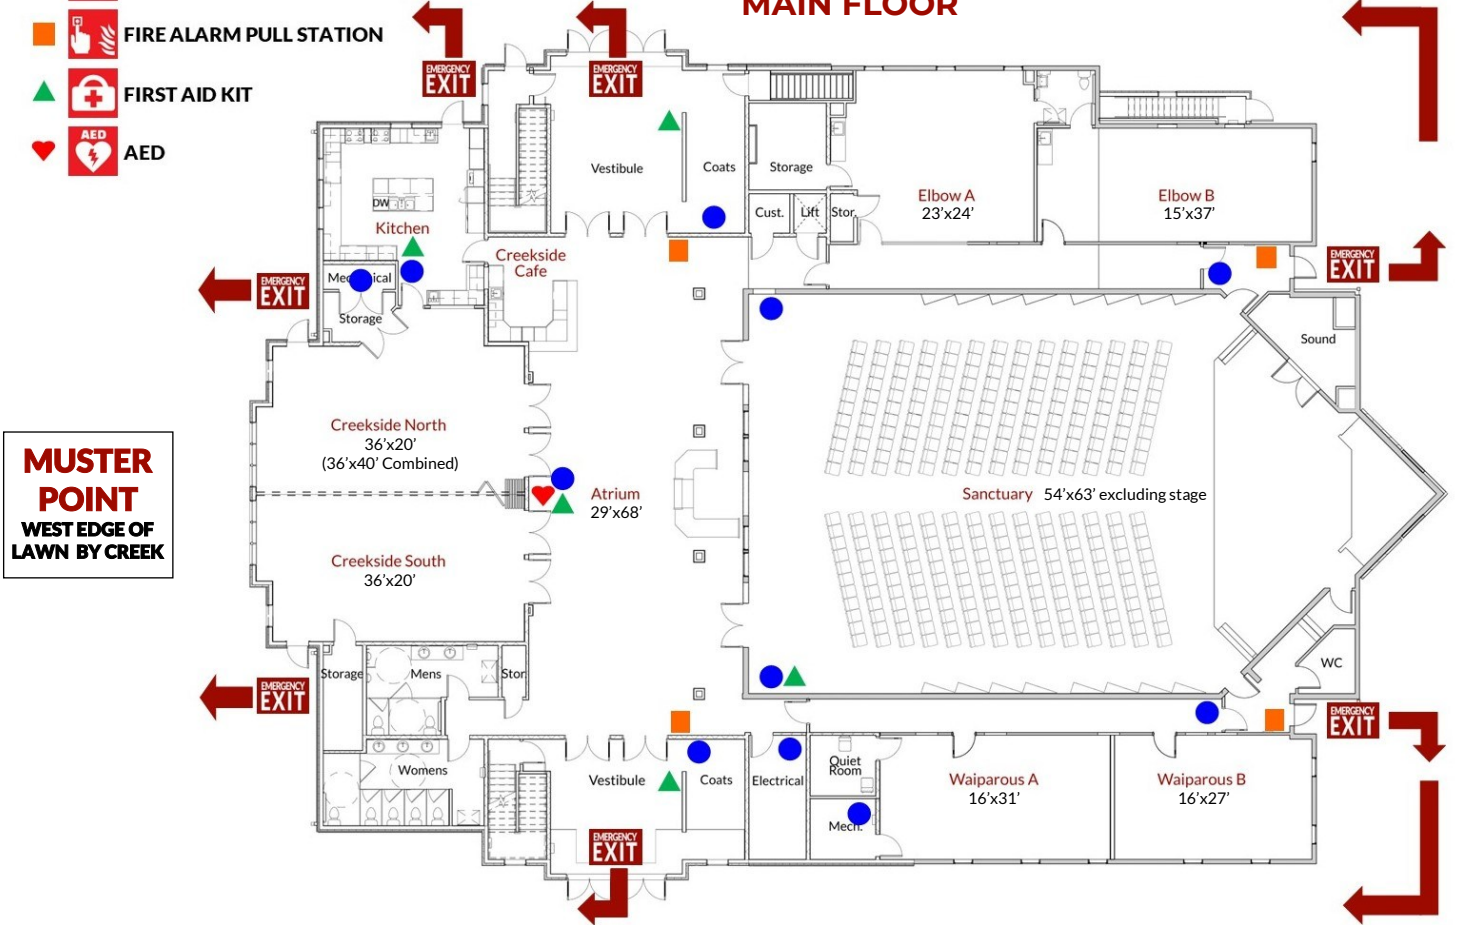 MAIN FLOOR
FIRE ALARM PULL STATION
FIRST AID KIT
AED
AED
EMERGENCY
EXIT
EMERGENCY
EXIT
Vestibule
Coats
Storage
Elbow A
23'x24'
Elbow B
15'x37'
DW
Kitchen
Cust.
Lift
Stor.
Creekside
Cafe
EMERGENCY
EXIT
EMERGENCY
EXIT
Mechanical
Storage
Sound
Creekside North
36'x20'
(36'x40' Combined)
MUSTER
POINT
WEST EDGE OF
LAWN BY CREEK
Atrium
29'x68'
Sanctuary 54'x63' excluding stage
Creekside South
36'x20'
Storage
Mens
Stor.
WC
EMERGENCY
EXIT
EMERGENCY
EXIT
Womens
Vestibule
Coats
Electrical
Quiet
Room
Mech.
Waiparous A
16'x31'
Waiparous B
16'x27'
EMERGENCY
EXIT